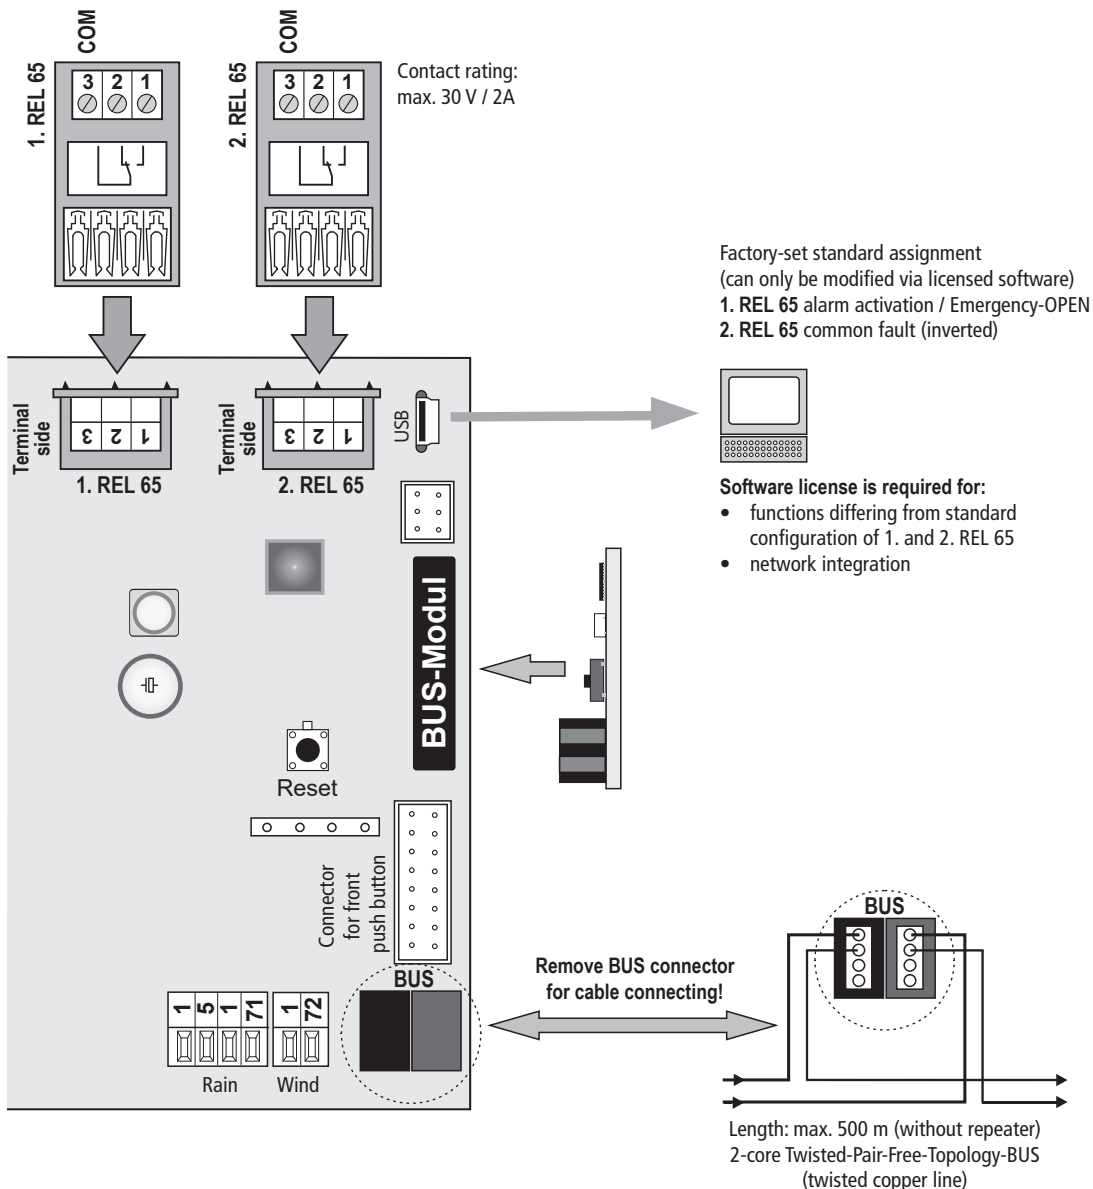 COM
1. REL 65
3 2 1
COM
2. REL 65
3 2 1
Contact rating:
max. 30 V / 2A
Factory-set standard assignment
(can only be modified via licensed software)
1. REL 65 alarm activation / Emergency-OPEN
2. REL 65 common fault (inverted)
Terminal
side
3 2 1
1. REL 65
Terminal
side
3 2 1
2. REL 65
USB
Software license is required for:
• functions differing from standard
configuration of 1. and 2. REL 65
• network integration
BUS-Modul
Reset
Connector
for front
push button
BUS
Remove BUS connector
for cable connecting!
BUS
1 5 1 71
Rain
1 72
Wind
Length: max. 500 m (without repeater)
2-core Twisted-Pair-Free-Topology-BUS
(twisted copper line)